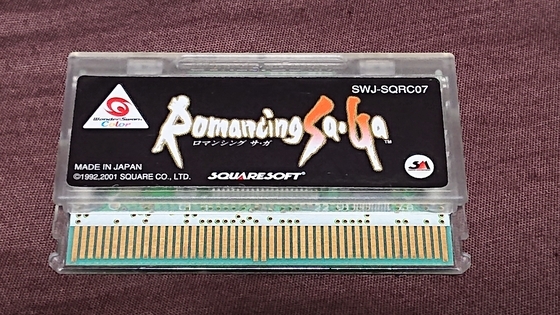 SWJ-SQRC07
WonderSwan
Color
Romancing Sa·Ga™
ロマンシング サ・ガ
MADE IN JAPAN
©1992,2001 SQUARE CO., LTD.
SQUARESOFT®